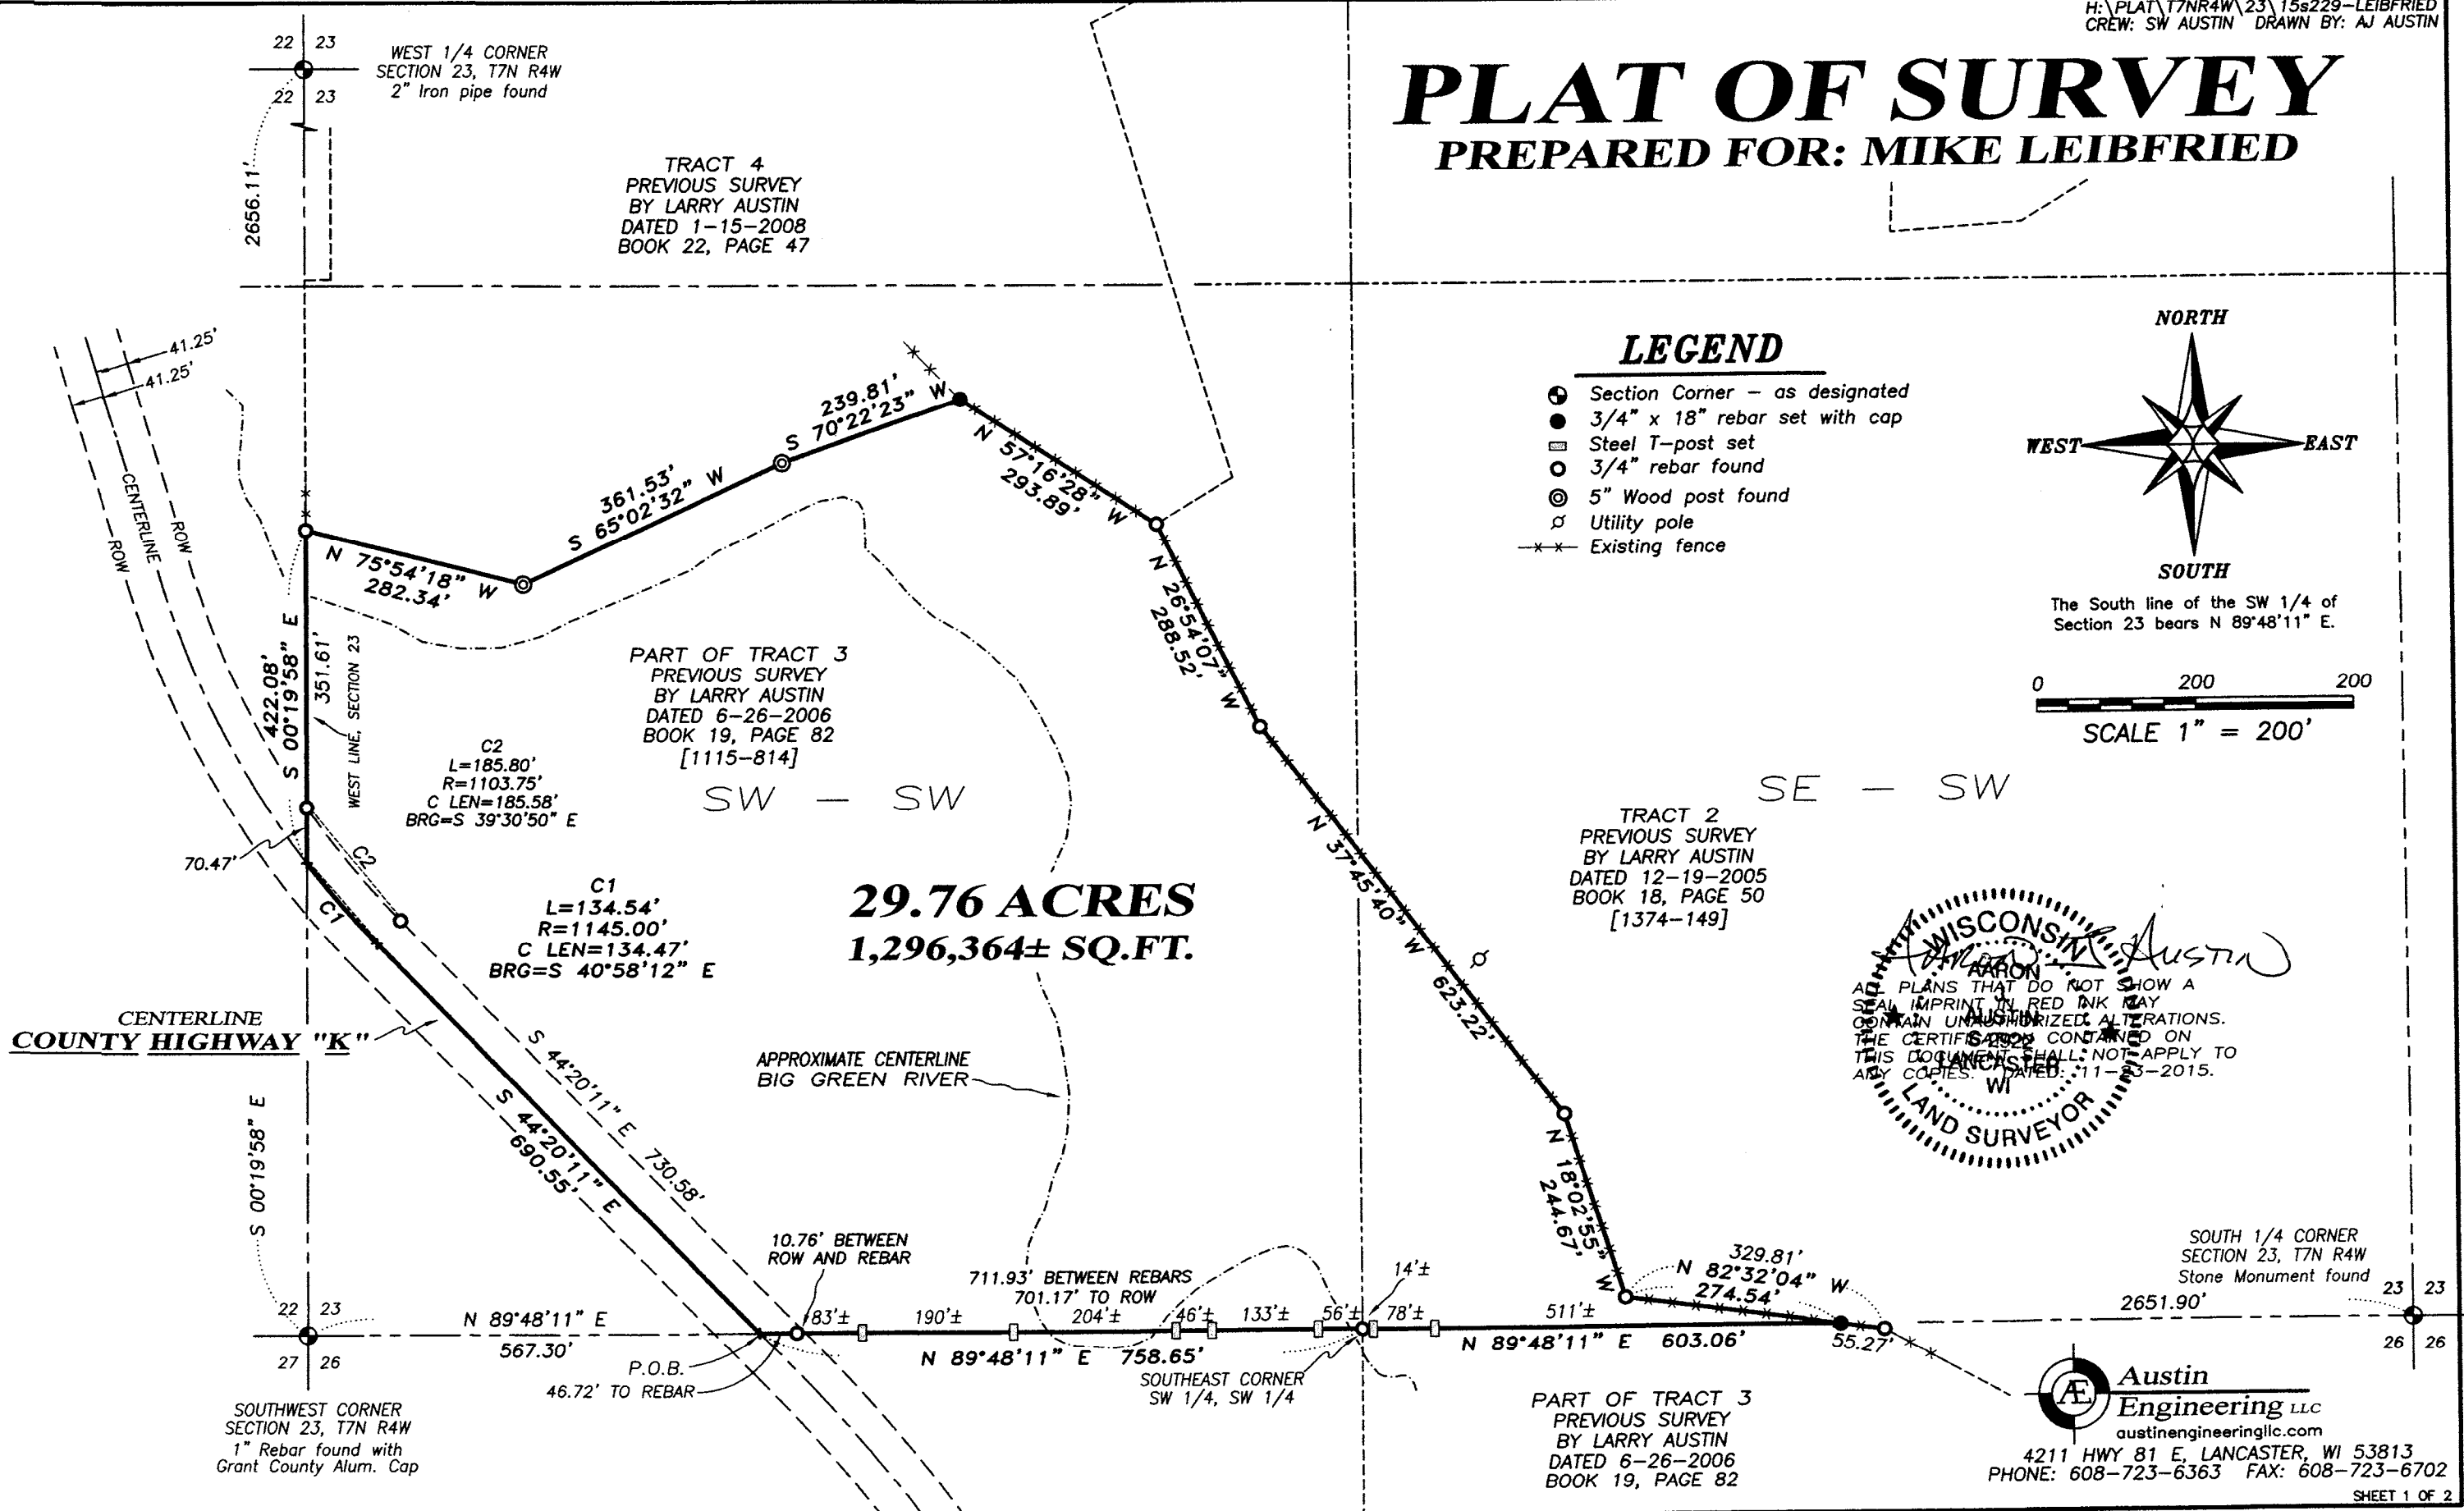 H:\PLAT\T7NR4W\23\15s229-LEIBFRIED
CREW: SW AUSTIN DRAWN BY: AJ AUSTIN
PLAT OF SURVEY
PREPARED FOR: MIKE LEIBFRIED
22 23
22 23
WEST 1/4 CORNER
SECTION 23, T7N R4W
2" Iron pipe found
2656.11'
TRACT 4
PREVIOUS SURVEY
BY LARRY AUSTIN
DATED 1-15-2008
BOOK 22, PAGE 47
41.25'
41.25'
ROW
CENTERLINE
ROW
LEGEND
Section Corner - as designated
3/4" x 18" rebar set with cap
Steel T-post set
3/4" rebar found
5" Wood post found
Utility pole
Existing fence
NORTH
WEST
EAST
SOUTH
The South line of the SW 1/4 of
Section 23 bears N 89°48'11" E.
0 200 200
SCALE 1" = 200'
239.81'
S 70°22'23" W
361.53'
S 65°02'32" W
N 75°54'18" W
282.34'
N 57°16'28" W
293.89'
N 26°54'07" W
288.52'
N 37°45'40" W
623.22'
N 18°02'55" W
244.67'
422.08'
S 00°19'58" E
351.61'
WEST LINE, SECTION 23
PART OF TRACT 3
PREVIOUS SURVEY
BY LARRY AUSTIN
DATED 6-26-2006
BOOK 19, PAGE 82
[1115-814]
C2
L=185.80'
R=1103.75'
C LEN=185.58'
BRG=S 39°30'50" E
SW - SW
SE - SW
70.47'
C2
C1
C1
L=134.54'
R=1145.00'
C LEN=134.47'
BRG=S 40°58'12" E
29.76 ACRES
1,296,364± SQ.FT.
TRACT 2
PREVIOUS SURVEY
BY LARRY AUSTIN
DATED 12-19-2005
BOOK 18, PAGE 50
[1374-149]
WISCONSIN
AARON
J.
AUSTIN
S-2922
LANCASTER
WI
LAND SURVEYOR
Aaron J Austin
ALL PLANS THAT DO NOT SHOW A
SEAL IMPRINT IN RED INK MAY
CONTAIN UNAUTHORIZED ALTERATIONS.
THE CERTIFICATION CONTAINED ON
THIS DOCUMENT SHALL NOT APPLY TO
ANY COPIES. DATED: 11-23-2015.
CENTERLINE
COUNTY HIGHWAY "K"
S 44°20'11" E 730.58'
S 44°20'11" E
690.55'
APPROXIMATE CENTERLINE
BIG GREEN RIVER
S 00°19'58" E
10.76' BETWEEN
ROW AND REBAR
711.93' BETWEEN REBARS
701.17' TO ROW
14'±
83'± 190'± 204'± 46'± 133'± 56'± 78'± 511'±
329.81'
N 82°32'04" W
274.54'
SOUTH 1/4 CORNER
SECTION 23, T7N R4W
Stone Monument found
23 23
26 26
2651.90'
22 23
27 26
N 89°48'11" E
567.30'
P.O.B.
46.72' TO REBAR
N 89°48'11" E 758.65'
N 89°48'11" E 603.06'
55.27'
SOUTHEAST CORNER
SW 1/4, SW 1/4
SOUTHWEST CORNER
SECTION 23, T7N R4W
1" Rebar found with
Grant County Alum. Cap
PART OF TRACT 3
PREVIOUS SURVEY
BY LARRY AUSTIN
DATED 6-26-2006
BOOK 19, PAGE 82
AE
Austin
Engineering LLC
austinengineeringllc.com
4211 HWY 81 E, LANCASTER, WI 53813
PHONE: 608-723-6363 FAX: 608-723-6702
SHEET 1 OF 2